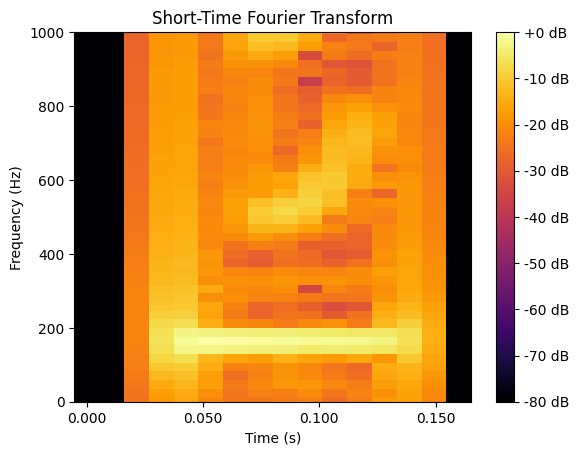 Short-Time Fourier Transform
1000
800
600
400
200
0
Frequency (Hz)
0.000
0.050
0.100
0.150
Time (s)
+0 dB
-10 dB
-20 dB
-30 dB
-40 dB
-50 dB
-60 dB
-70 dB
-80 dB